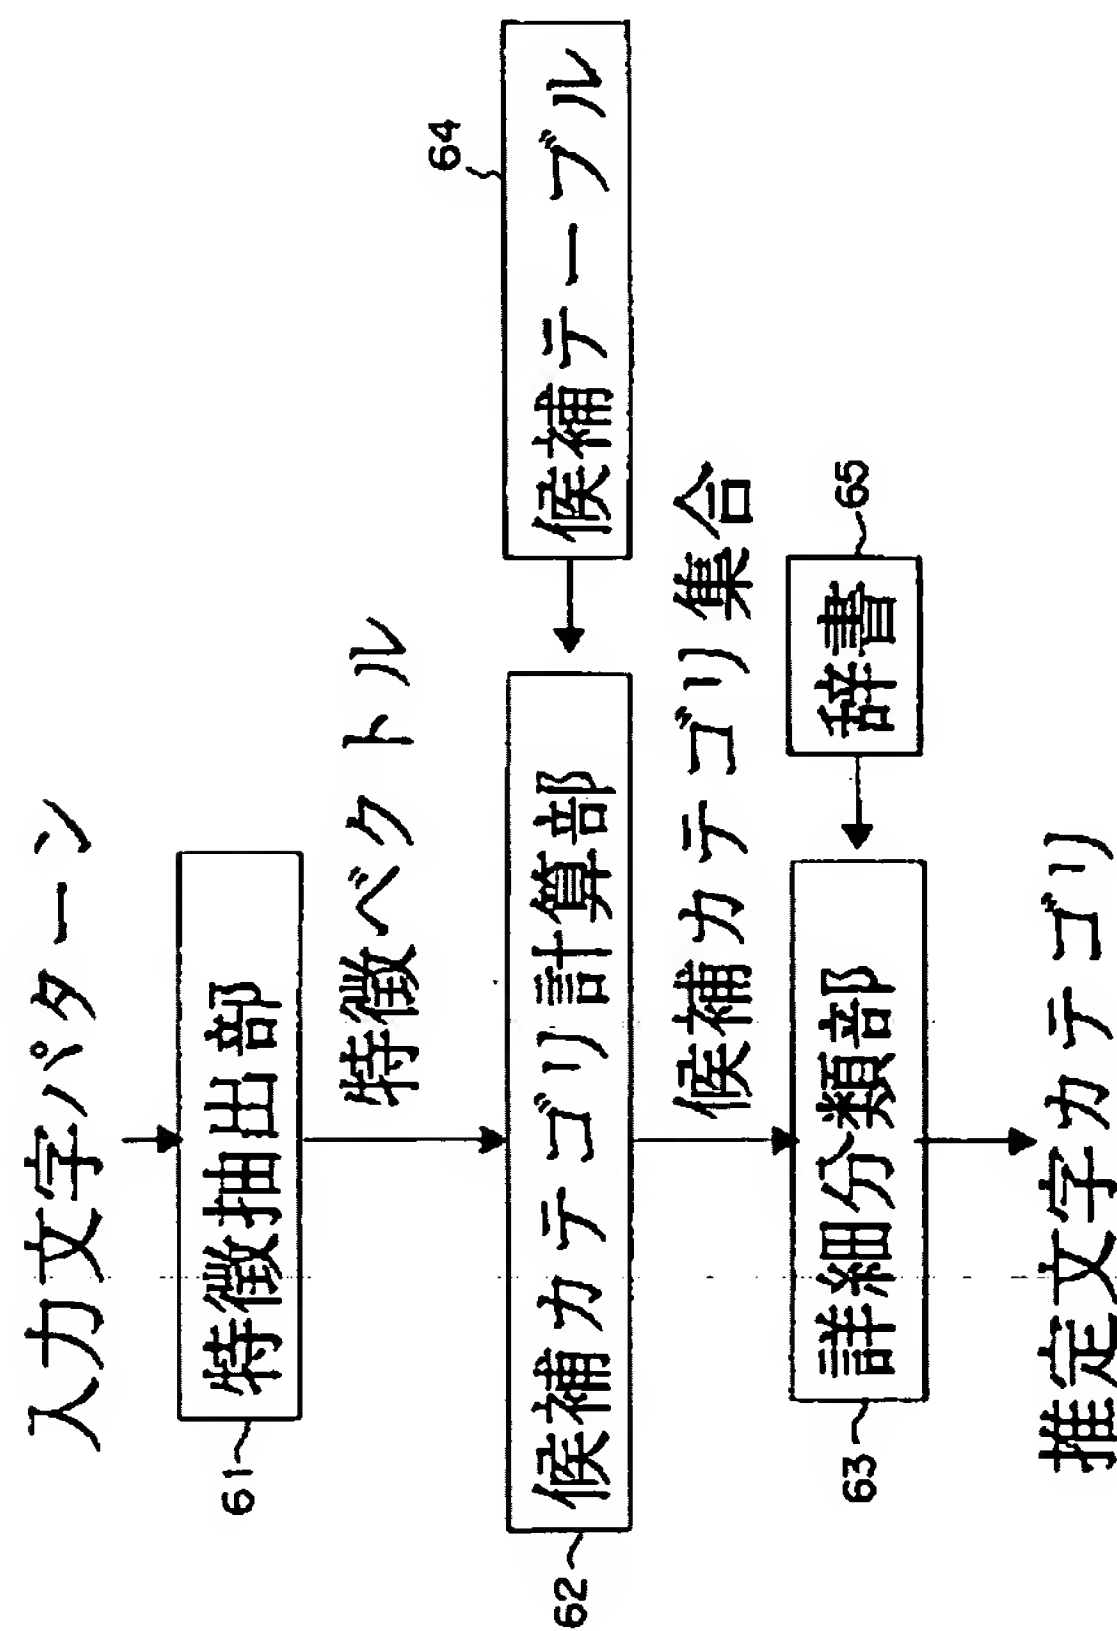 入力文字パターン
61
特徴抽出部
特徴ベクトル
64
候補テーブル
62
候補カテゴリ計算部
候補カテゴリ集合
65
辞書
63
詳細分類部
推定文字カテゴリ